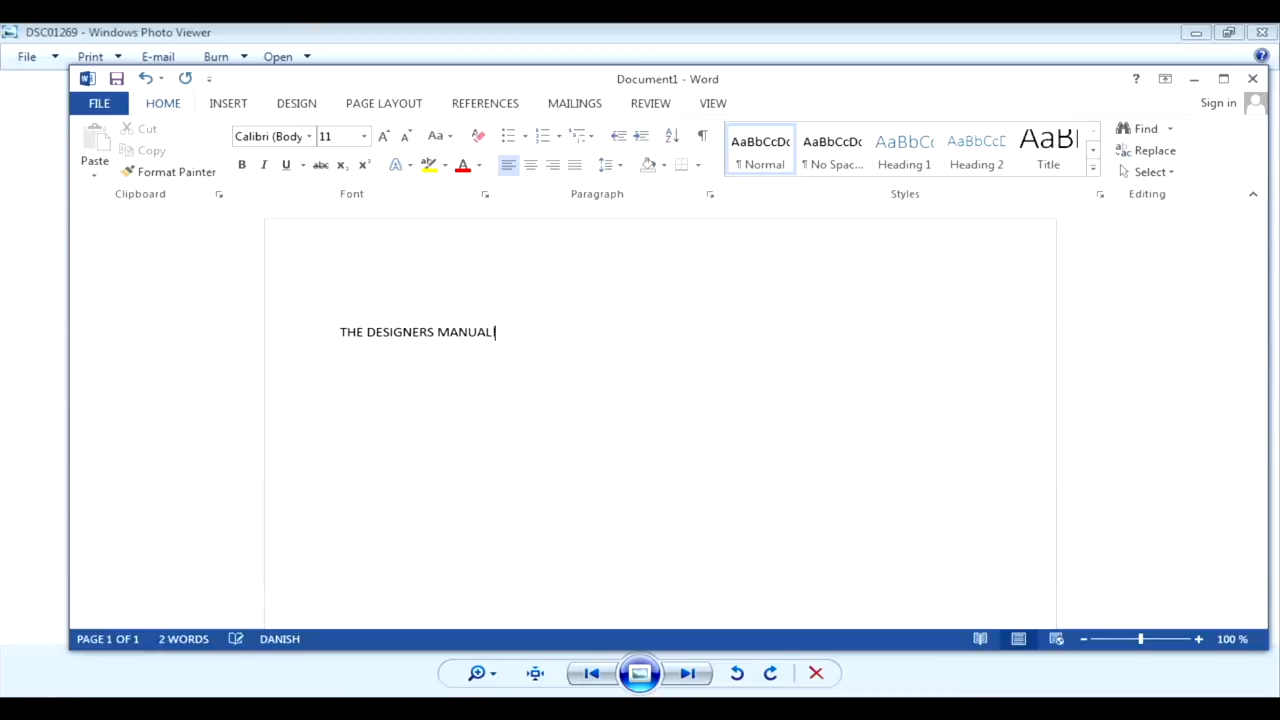 DSC01269 - Windows Photo Viewer
File Print E-mail Burn Open
Document1 - Word
FILE HOME INSERT DESIGN PAGE LAYOUT REFERENCES MAILINGS REVIEW VIEW Sign in
Paste
Cut
Copy
Format Painter
Clipboard
Calibri (Body 11
Font
Paragraph
AaBbCcDc AaBbCcDc AaBbCc AaBbCcD AaB
¶ Normal ¶ No Spac... Heading 1 Heading 2 Title
Styles
Find
Replace
Select
Editing
THE DESIGNERS MANUAL!
PAGE 1 OF 1 2 WORDS DANISH 100 %